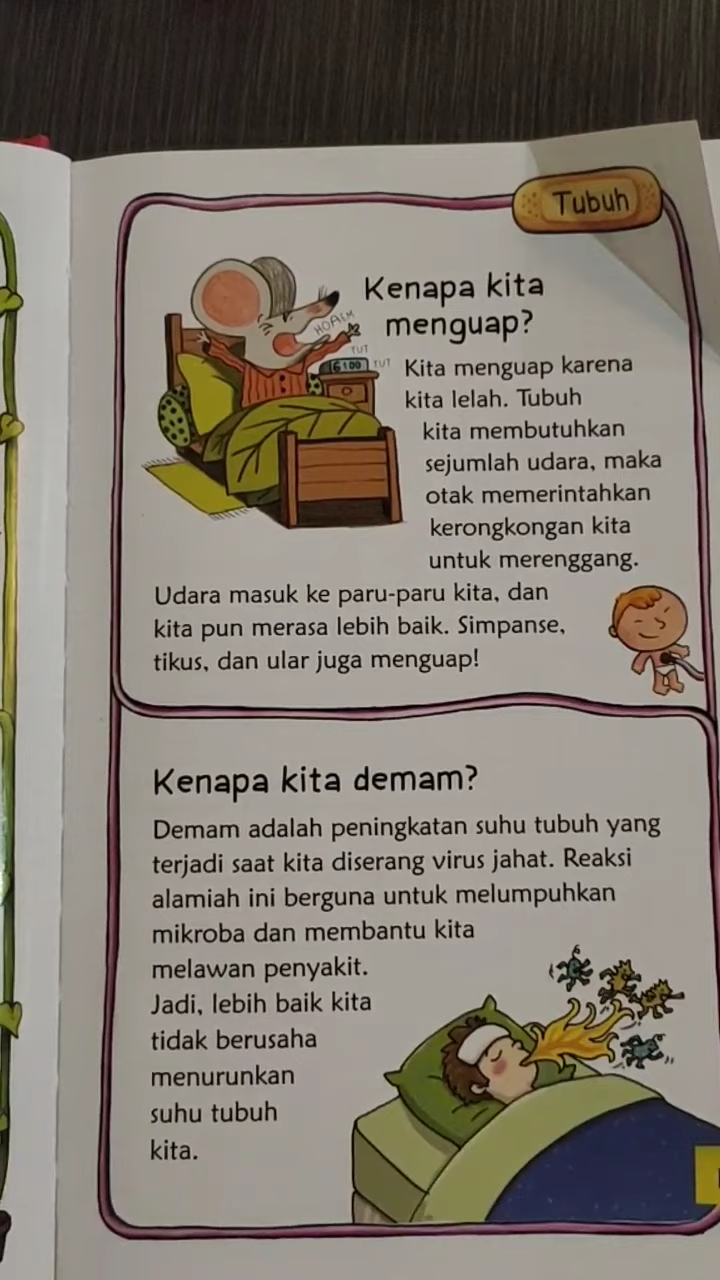 Tubuh
Kenapa kita
menguap?
HOAEM
TUT
TUT
6:00
Kita menguap karena
kita lelah. Tubuh
kita membutuhkan
sejumlah udara, maka
otak memerintahkan
kerongkongan kita
untuk merenggang.
Udara masuk ke paru-paru kita, dan
kita pun merasa lebih baik. Simpanse,
tikus, dan ular juga menguap!
Kenapa kita demam?
Demam adalah peningkatan suhu tubuh yang
terjadi saat kita diserang virus jahat. Reaksi
alamiah ini berguna untuk melumpuhkan
mikroba dan membantu kita
melawan penyakit.
Jadi, lebih baik kita
tidak berusaha
menurunkan
suhu tubuh
kita.